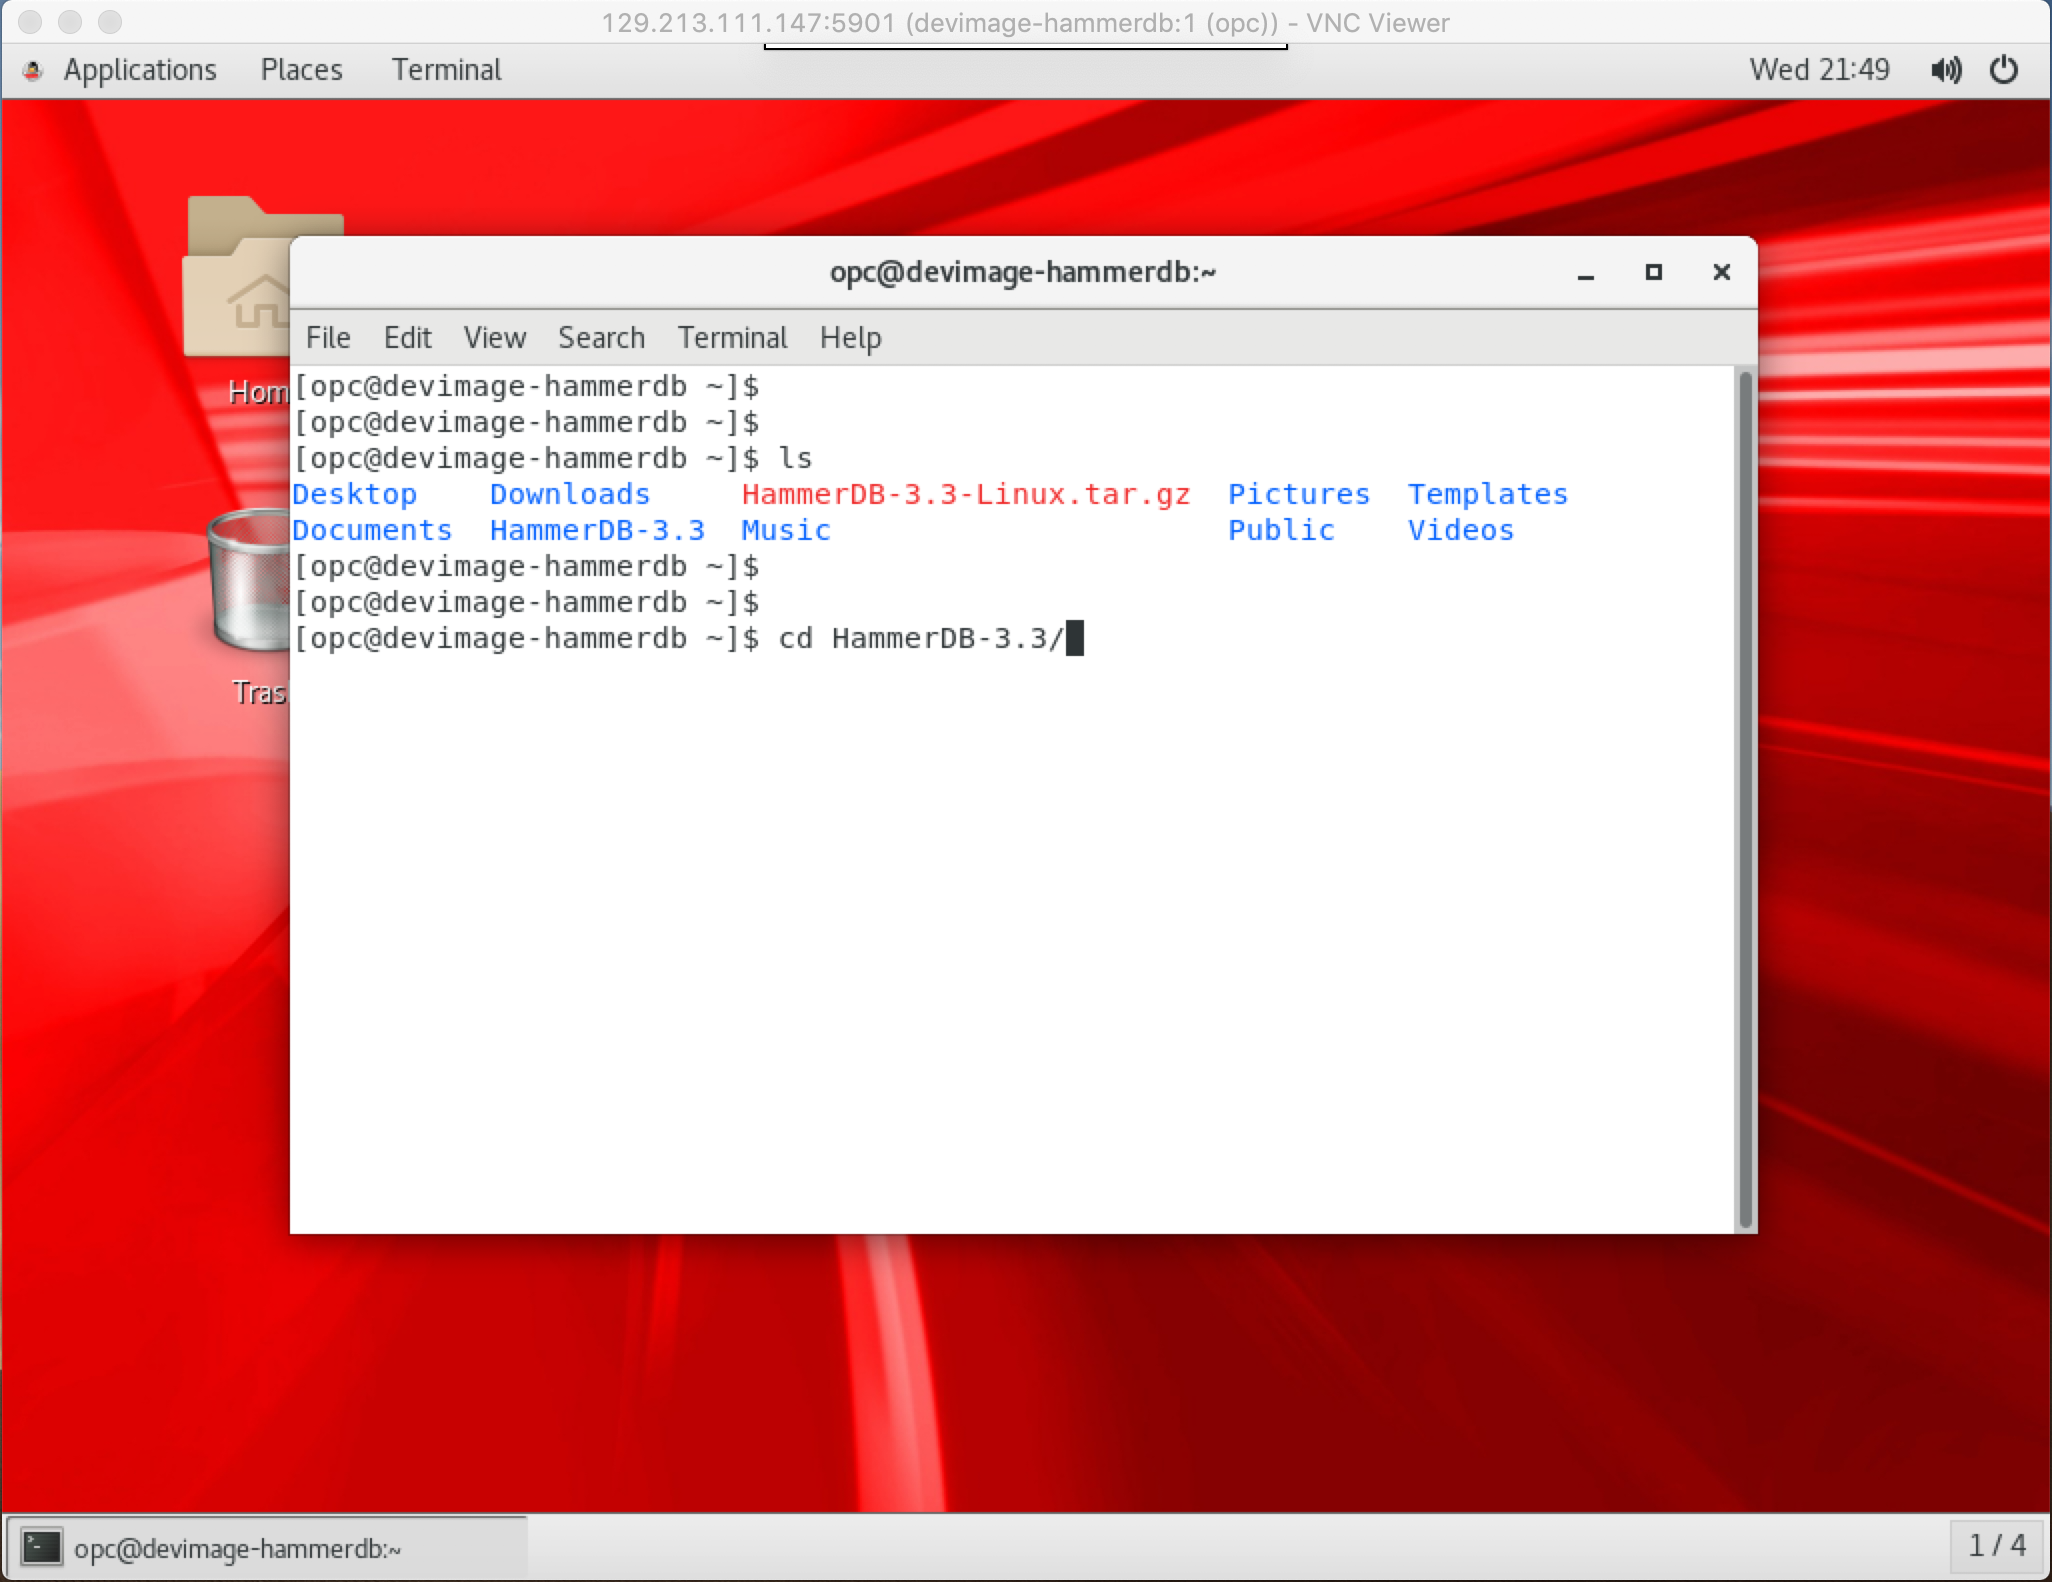 129.213.111.147:5901 (devimage-hammerdb:1 (opc)) - VNC Viewer
Applications Places Terminal Wed 21:49
opc@devimage-hammerdb:~
File Edit View Search Terminal Help
Hom
[opc@devimage-hammerdb ~]$
[opc@devimage-hammerdb ~]$
[opc@devimage-hammerdb ~]$ ls
Desktop Downloads HammerDB-3.3-Linux.tar.gz Pictures Templates
Documents HammerDB-3.3 Music Public Videos
[opc@devimage-hammerdb ~]$
[opc@devimage-hammerdb ~]$
[opc@devimage-hammerdb ~]$ cd HammerDB-3.3/
Tras
opc@devimage-hammerdb:~ 1 / 4